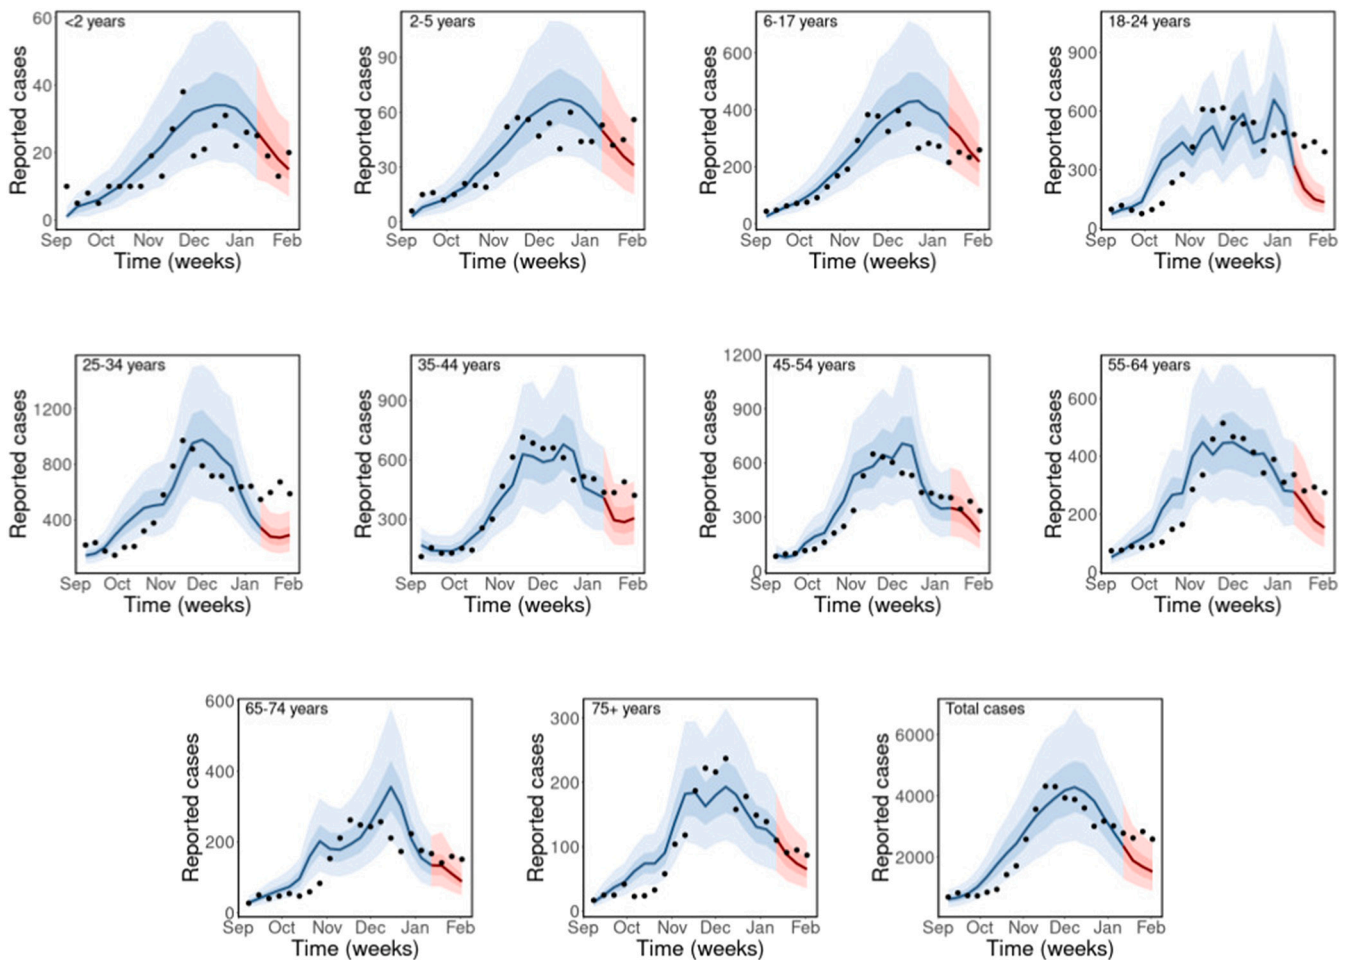 <2 years
Reported cases
60
40
20
0
Sep Oct Nov Dec Jan Feb
Time (weeks)
2-5 years
Reported cases
90
60
30
0
Sep Oct Nov Dec Jan Feb
Time (weeks)
6-17 years
Reported cases
600
400
200
0
Sep Oct Nov Dec Jan Feb
Time (weeks)
18-24 years
Reported cases
900
600
300
0
Sep Oct Nov Dec Jan Feb
Time (weeks)
25-34 years
Reported cases
1200
800
400
Sep Oct Nov Dec Jan Feb
Time (weeks)
35-44 years
Reported cases
900
600
300
Sep Oct Nov Dec Jan Feb
Time (weeks)
45-54 years
Reported cases
1200
900
600
300
0
Sep Oct Nov Dec Jan Feb
Time (weeks)
55-64 years
Reported cases
600
400
200
0
Sep Oct Nov Dec Jan Feb
Time (weeks)
65-74 years
Reported cases
600
400
200
0
Sep Oct Nov Dec Jan Feb
Time (weeks)
75+ years
Reported cases
300
200
100
0
Sep Oct Nov Dec Jan Feb
Time (weeks)
Total cases
Reported cases
6000
4000
2000
Sep Oct Nov Dec Jan Feb
Time (weeks)